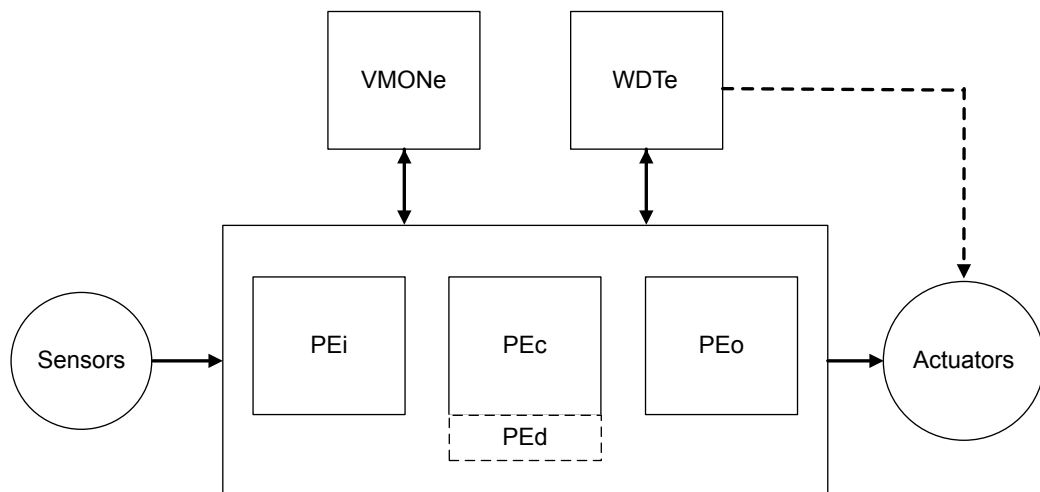 VMONe
WDTe
Sensors
PEi
PEc
PEo
Actuators
PEd